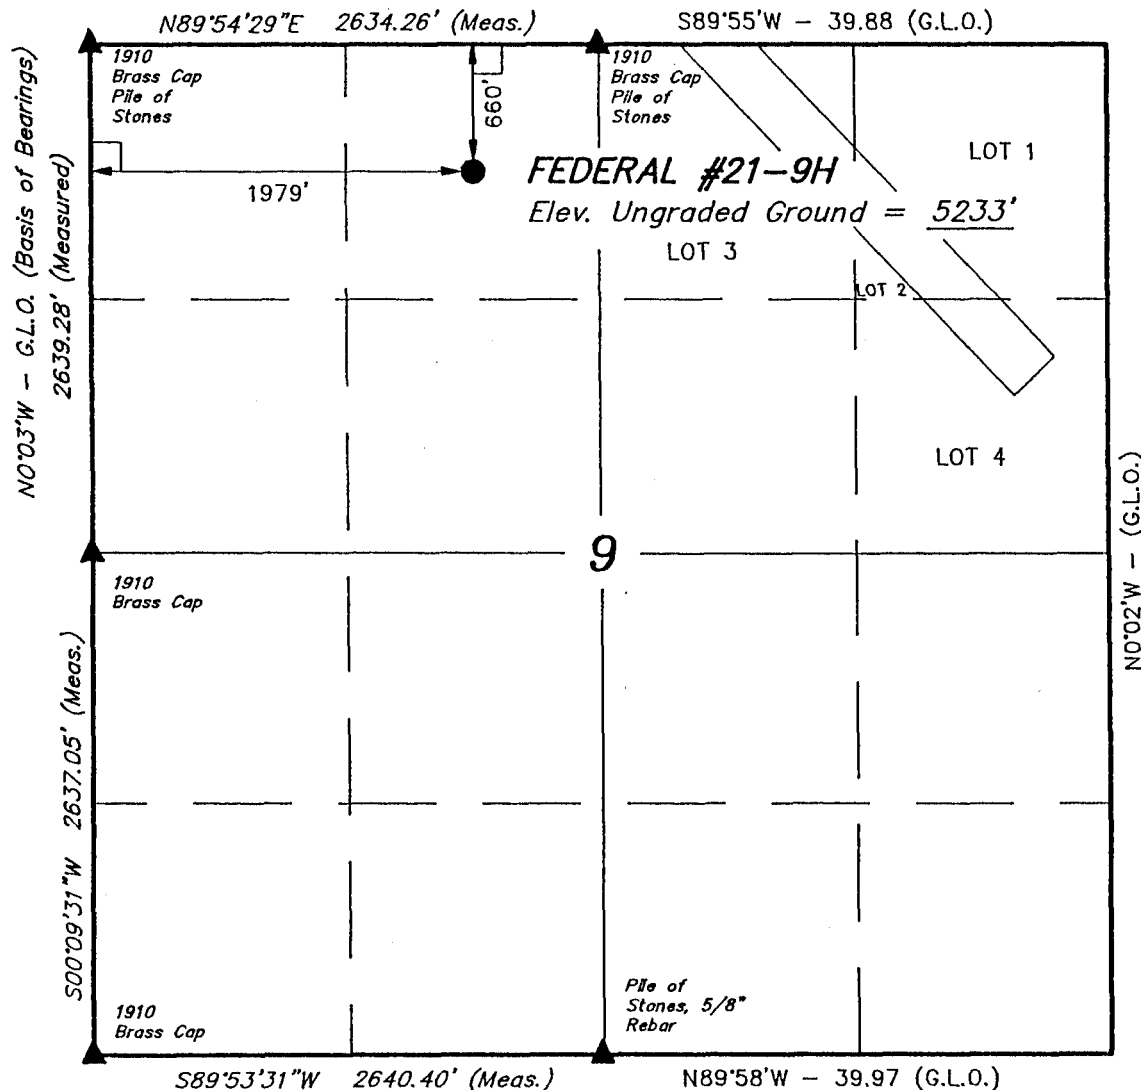 N89°54'29"E 2634.26' (Meas.)
S89°55'W – 39.88 (G.L.O.)
1910
Brass Cap
Pile of
Stones
1910
Brass Cap
Pile of
Stones
660'
1979'
LOT 1
FEDERAL #21-9H
Elev. Ungraded Ground = 5233'
LOT 3
LOT 2
N0°03'W – G.L.O. (Basis of Bearings)
2639.28' (Measured)
LOT 4
9
1910
Brass Cap
N0°02'W – (G.L.O.)
S00°09'31"W 2637.05' (Meas.)
1910
Brass Cap
Pile of
Stones, 5/8"
Rebar
S89°53'31"W 2640.40' (Meas.)
N89°58'W – 39.97 (G.L.O.)